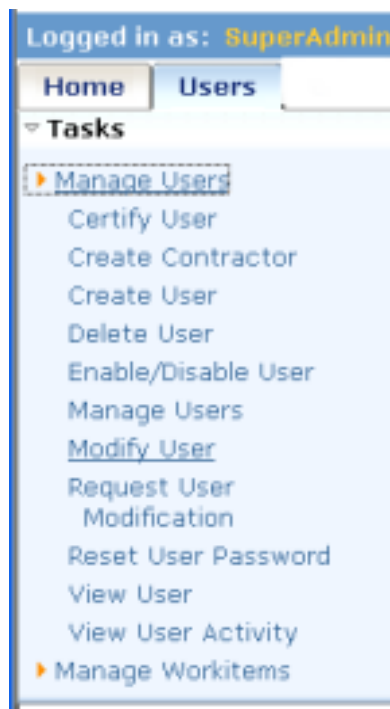 Logged in as: SuperAdmin
Home Users
Tasks
Manage Users
Certify User
Create Contractor
Create User
Delete User
Enable/Disable User
Manage Users
Modify User
Request User
Modification
Reset User Password
View User
View User Activity
Manage Workitems